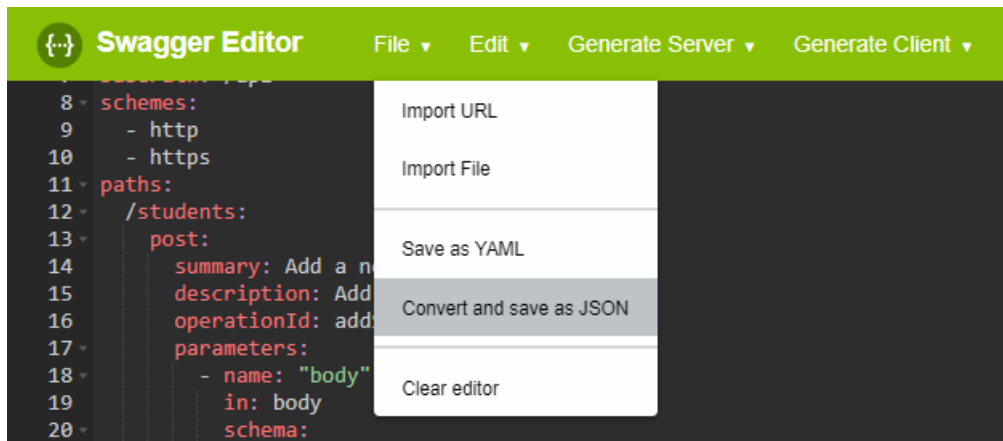 {...} Swagger Editor File ▾ Edit ▾ Generate Server ▾ Generate Client ▾
8 schemes:
9 - http
10 - https
11 paths:
12 /students:
13 post:
14 summary: Add a
15 description: Add
16 operationId:
17 parameters:
18 - name: "body"
19 in: body
20 schema:
Import URL
Import File
Save as YAML
Convert and save as JSON
Clear editor